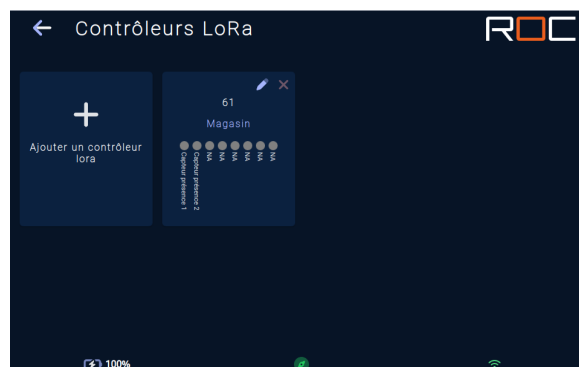 Contrôleurs LoRa
ROC
61
Magasin
Ajouter un contrôleur
lora
Capteur présence 1
Capteur présence 2
NA
NA
NA
NA
NA
NA
100%